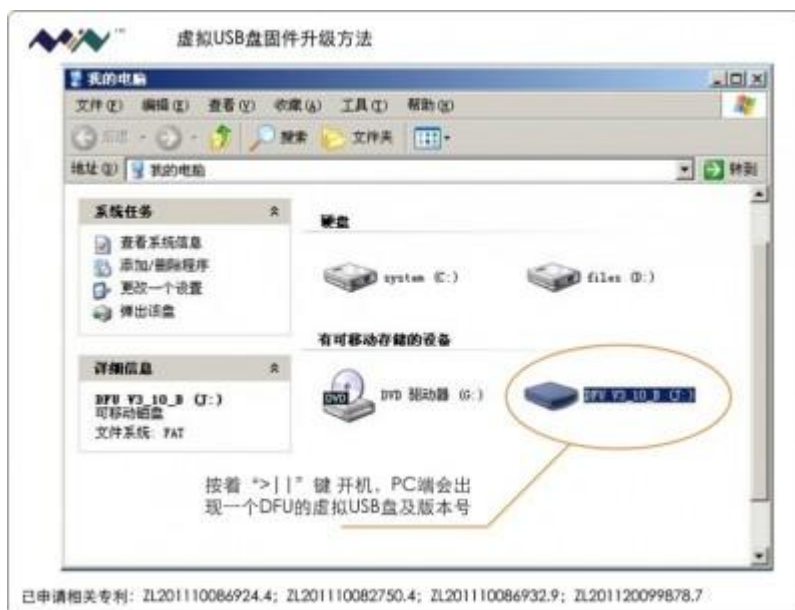 MiN™
虚拟USB盘固件升级方法
我的电脑
文件(F) 编辑(E) 查看(V) 收藏(A) 工具(T) 帮助(H)
后退 搜索 文件夹
地址(D) 我的电脑 转到
系统任务
查看系统信息
添加/删除程序
更改一个设置
弹出该盘
硬盘
system (C:) files (D:)
有可移动存储的设备
DVD DVD 驱动器 (G:) DFU V3_10_B (J:)
详细信息
DFU V3_10_B (J:)
可移动磁盘
文件系统: FAT
按着“>||”键 开机，PC端会出
现一个DFU的虚拟USB盘及版本号
已申请相关专利：ZL201110086924.4；ZL201110082750.4；ZL201110086932.9；ZL201120099878.7